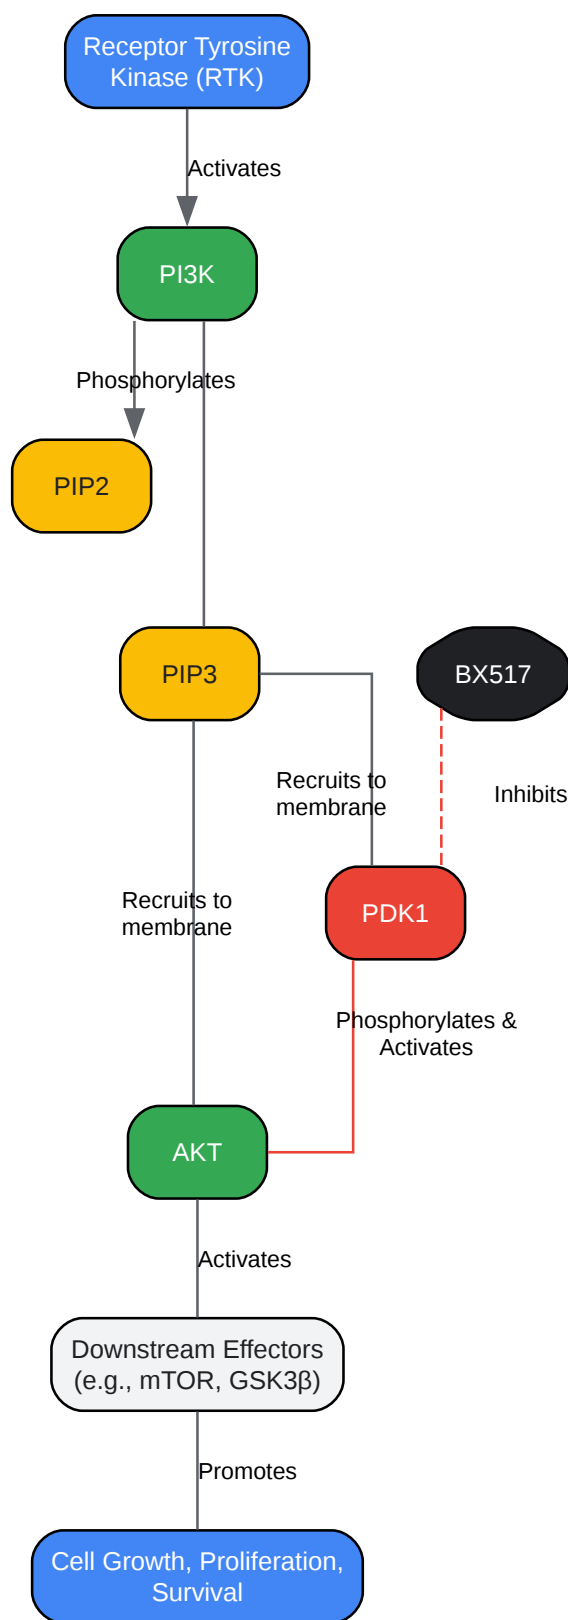 Receptor Tyrosine
Kinase (RTK)
Activates
PI3K
Phosphorylates
PIP2
PIP3
BX517
Recruits to
membrane
Inhibits
PDK1
Recruits to
membrane
Phosphorylates &
Activates
AKT
Activates
Downstream Effectors
(e.g., mTOR, GSK3β)
Promotes
Cell Growth, Proliferation,
Survival